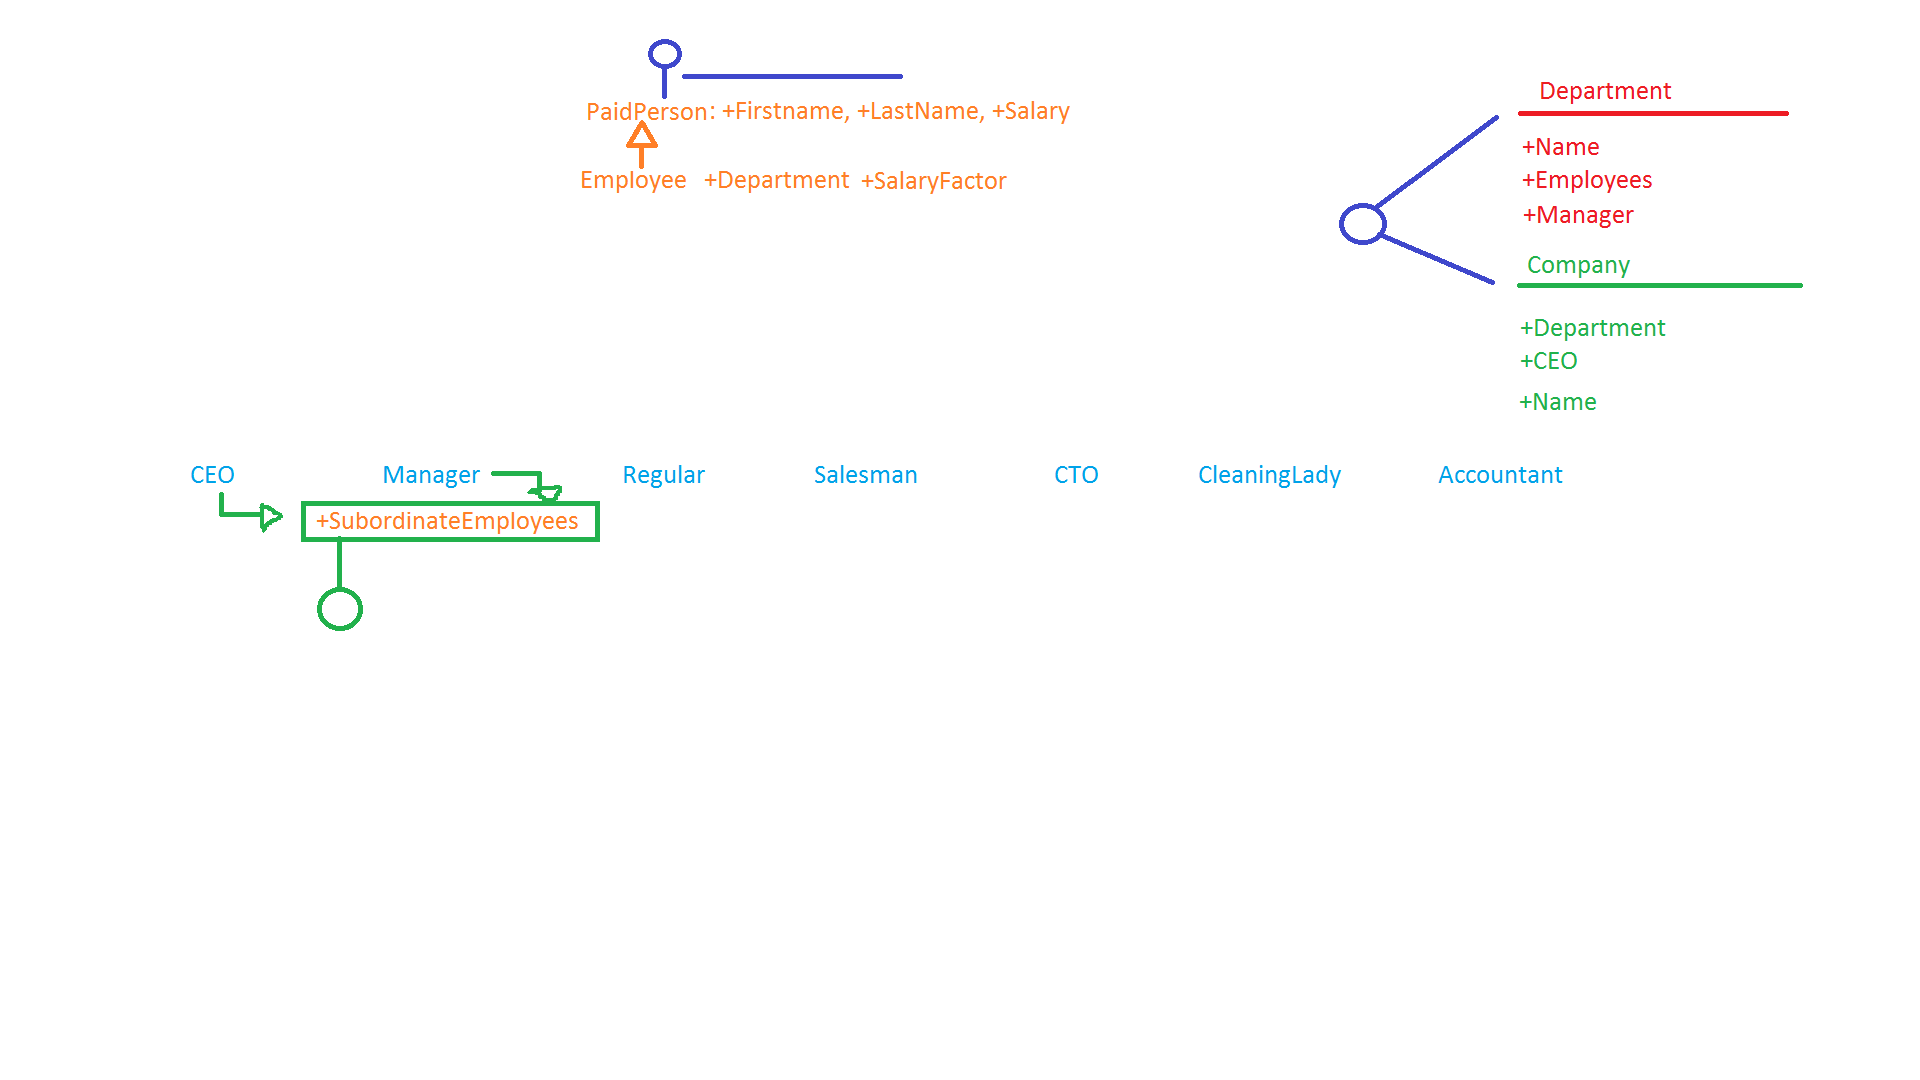 PaidPerson: +Firstname, +LastName, +Salary
Employee +Department +SalaryFactor
Department
+Name
+Employees
+Manager
Company
+Department
+CEO
+Name
CEO Manager Regular Salesman CTO CleaningLady Accountant
+SubordinateEmployees